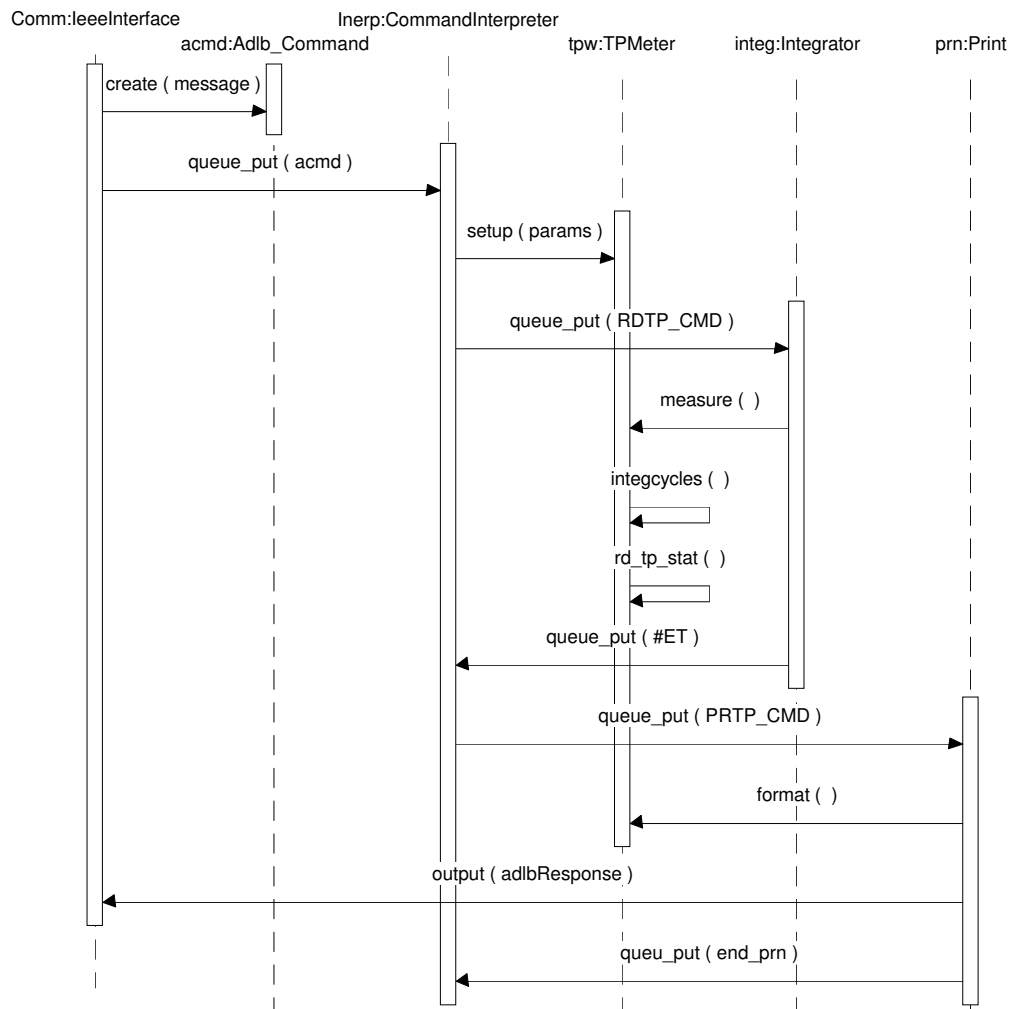 Comm:IeeeInterface
Inerp:CommandInterpreter
acmd:Adlb_Command
tpw:TPMeter
integ:Integrator
prn:Print
create ( message )
queue_put ( acmd )
setup ( params )
queue_put ( RDTP_CMD )
measure (  )
integcycles (  )
rd_tp_stat (  )
queue_put ( #ET )
queue_put ( PRTP_CMD )
format (  )
output ( adlbResponse )
queu_put ( end_prn )